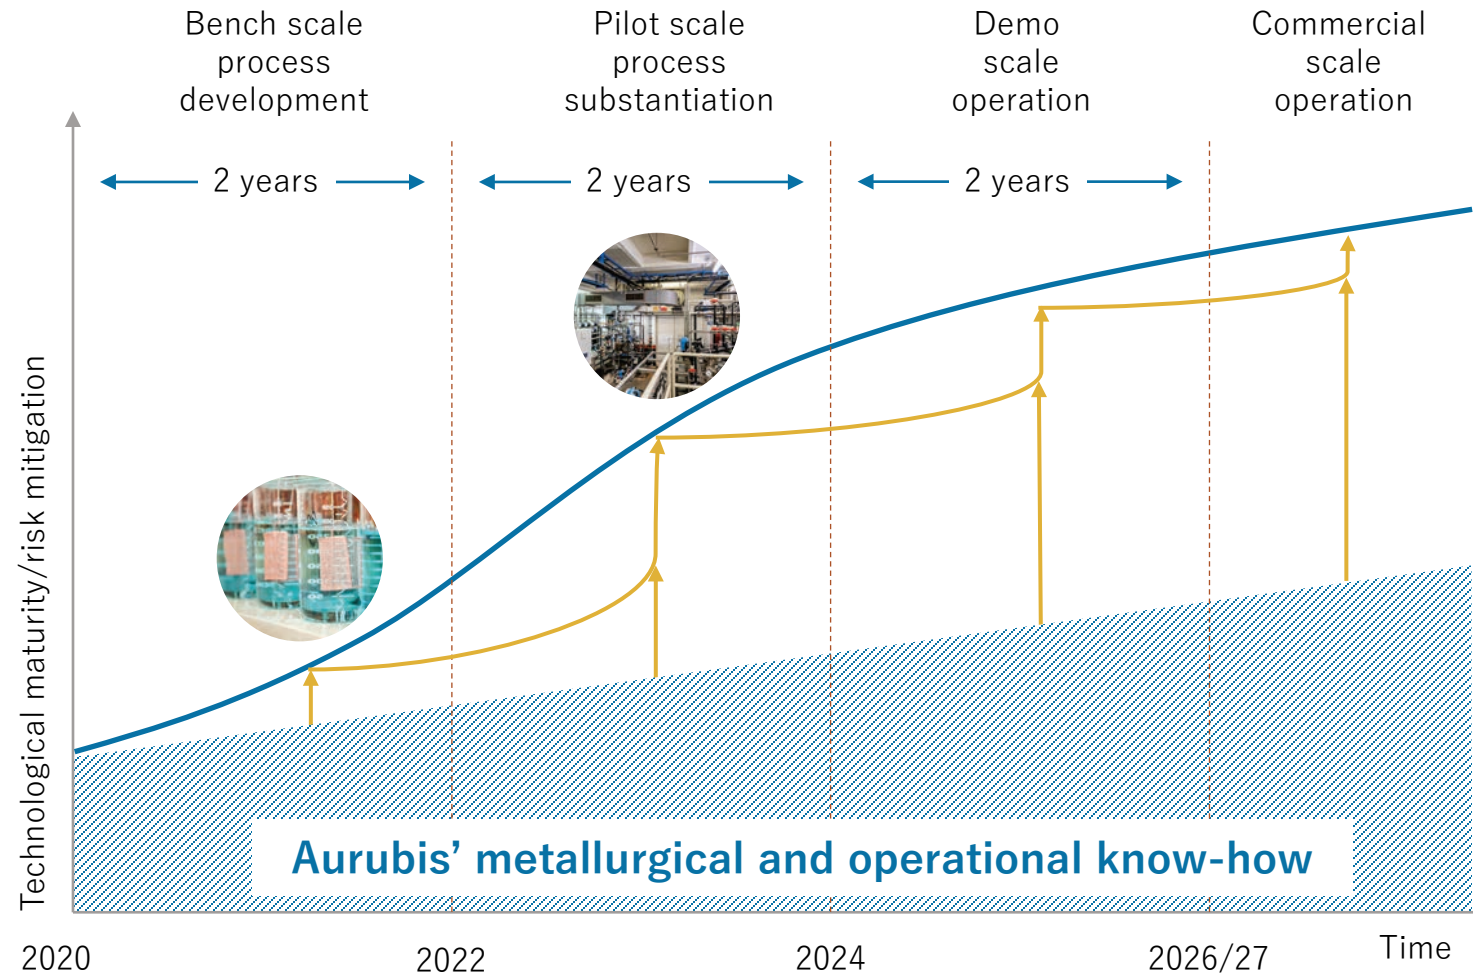 Bench scale
process
development
Pilot scale
process
substantiation
Demo
scale
operation
Commercial
scale
operation
2 years
2 years
2 years
Technological maturity/risk mitigation
Aurubis’ metallurgical and operational know-how
2020
2022
2024
2026/27
Time